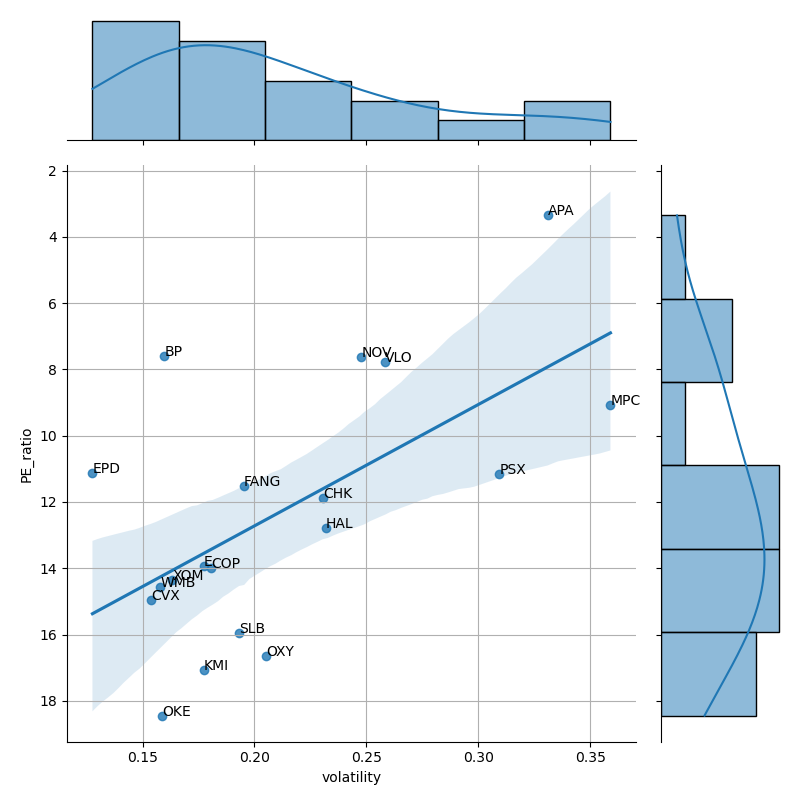 2
4
APA
6
BP
NOV
VLO
8
MPC
10
EPD
PSX
FANG
CHK
12
HAL
E
COP
14
XOM
WMB
CVX
SLB
16
OXY
KMI
OKE
18
PE_ratio
0.15 0.20 0.25 0.30 0.35
volatility